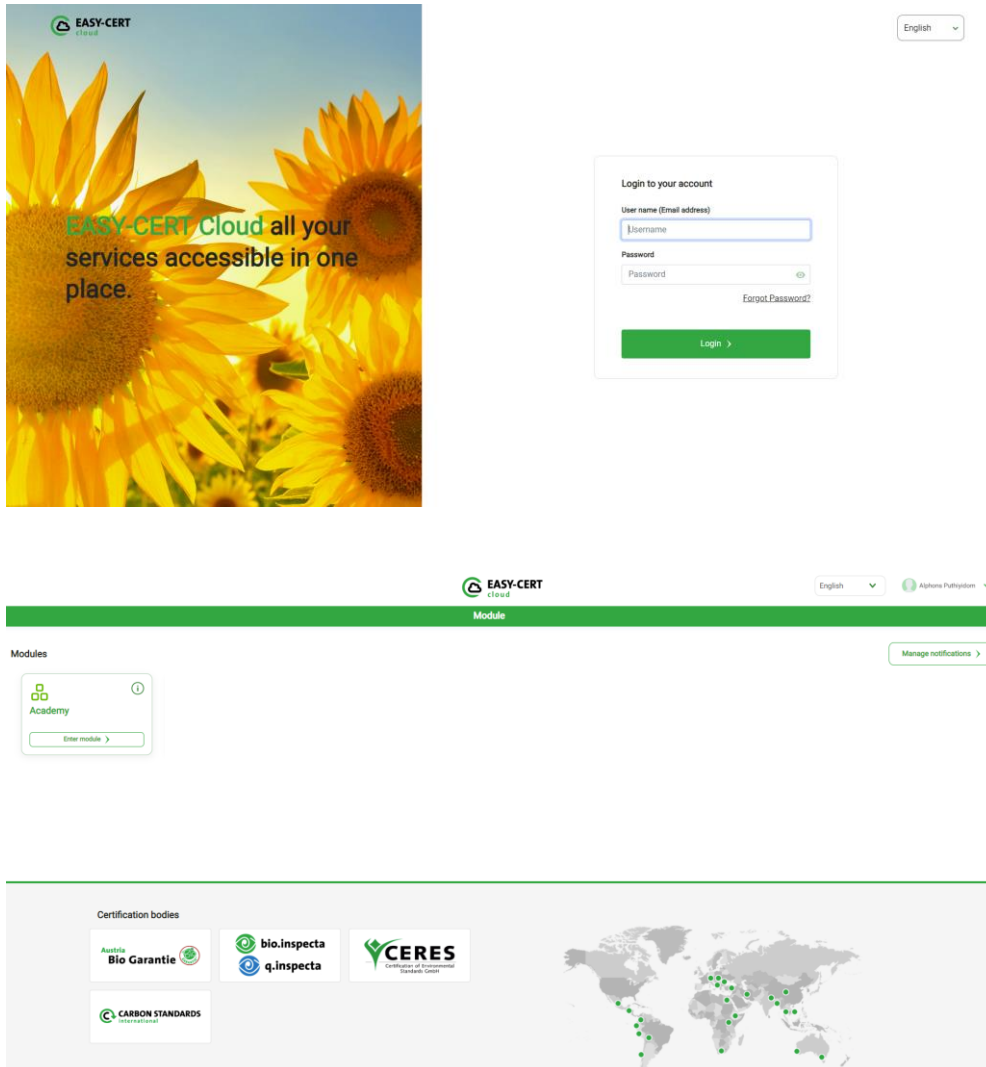 EASY-CERT
cloud
English
EASY-CERT Cloud all your
services accessible in one
place.
Login to your account
User name (Email address)
Username
Password
Password
Forgot Password?
Login
EASY-CERT
cloud
English
Alphons Puthiyidom
Module
Modules
Manage notifications
Academy
Enter module
Certification bodies
Austria
Bio Garantie
bio.inspecta
q.inspecta
CERES
Certification of Environmental
Standards GmbH
CARBON STANDARDS
international